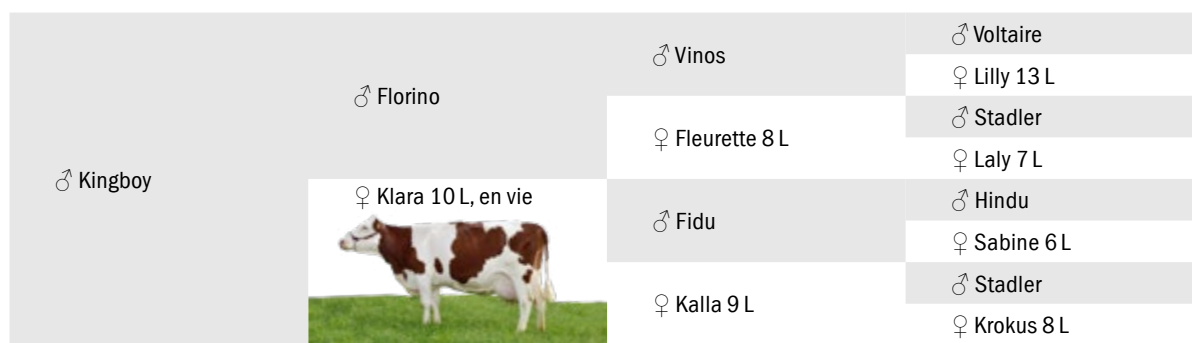 ♂ Kingboy
♂ Florino
♀ Klara 10 L, en vie
♂ Vinos
♀ Fleurette 8 L
♂ Fidu
♀ Kalla 9 L
♂ Voltaire
♀ Lilly 13 L
♂ Stadler
♀ Laly 7 L
♂ Hindu
♀ Sabine 6 L
♂ Stadler
♀ Krokus 8 L